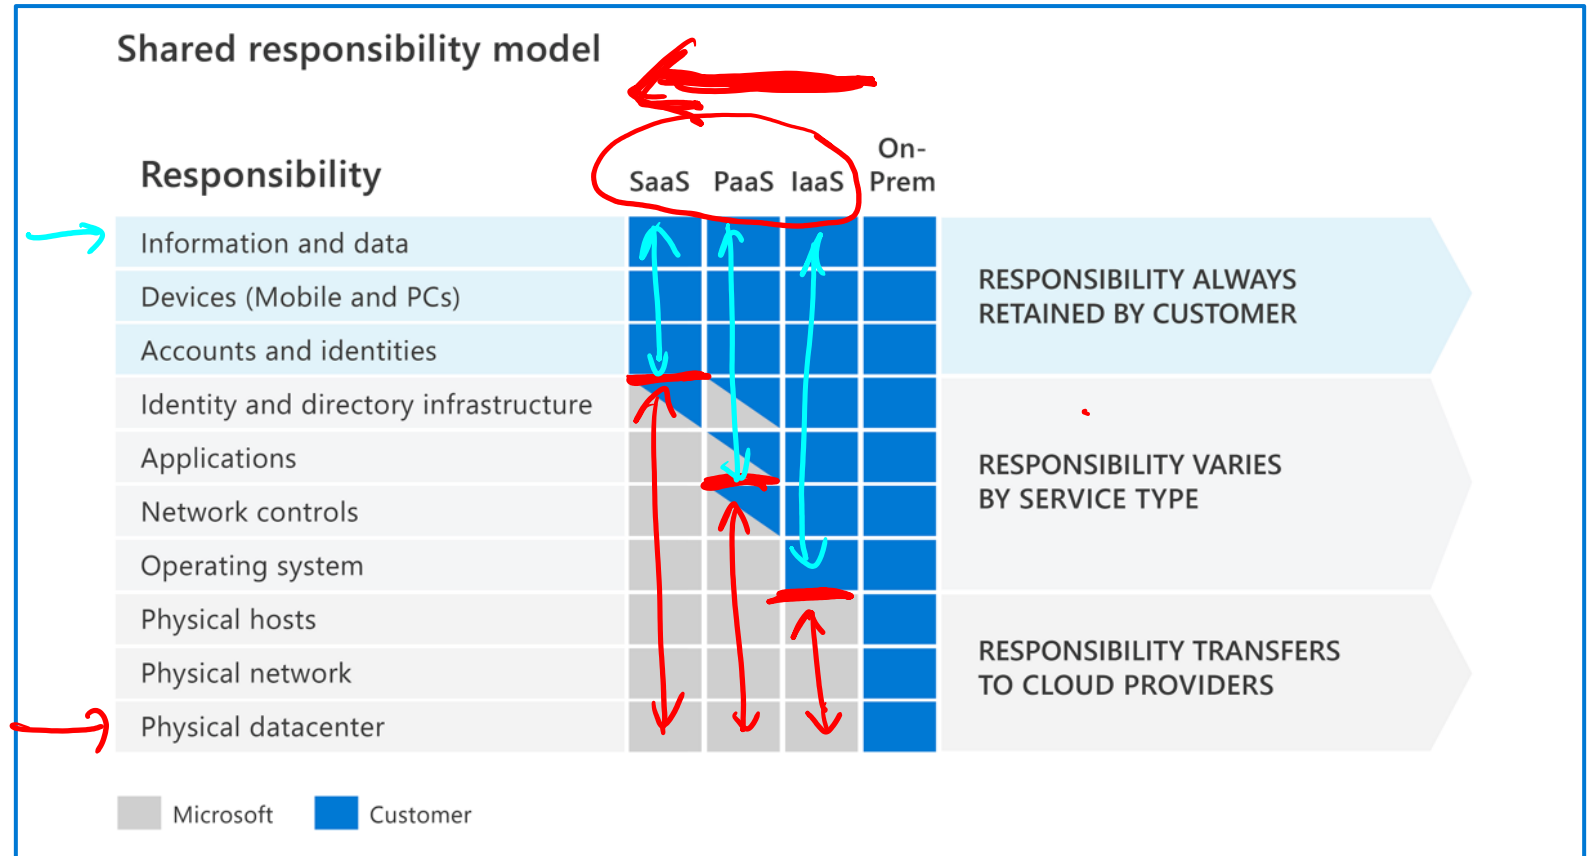 Shared responsibility model
Responsibility
SaaS PaaS IaaS On-Prem
Information and data
Devices (Mobile and PCs)
Accounts and identities
RESPONSIBILITY ALWAYS
RETAINED BY CUSTOMER
Identity and directory infrastructure
Applications
Network controls
Operating system
RESPONSIBILITY VARIES
BY SERVICE TYPE
Physical hosts
Physical network
Physical datacenter
RESPONSIBILITY TRANSFERS
TO CLOUD PROVIDERS
Microsoft Customer